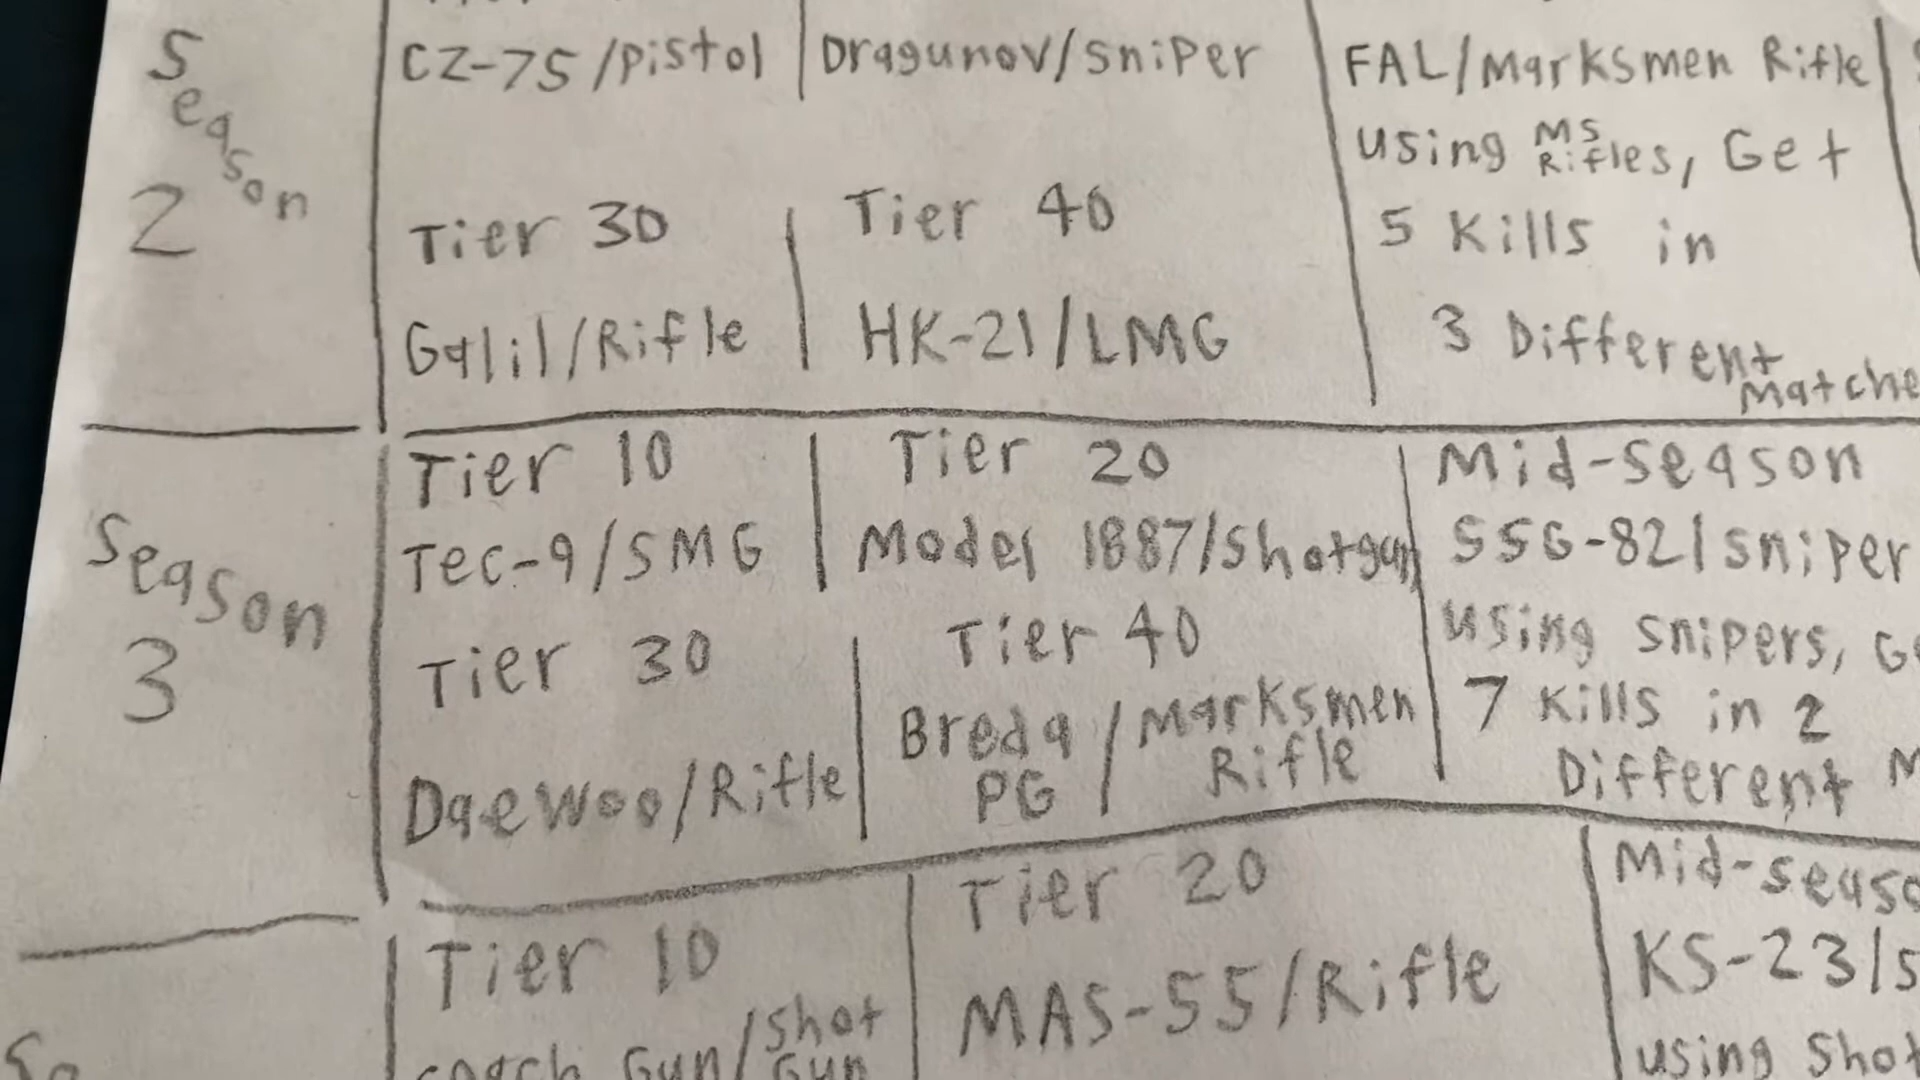 Season
2
CZ-75/Pistol
Dragunov/Sniper
FAL/Marksmen Rifle
using MS Rifles, Get
5 Kills in
3 Different
Matche
Tier 30
Galil/Rifle
Tier 40
HK-21/LMG
Season
3
Tier 10
Tec-9/SMG
Tier 20
Model 1887/Shotgun
Mid-season
SSG-82/Sniper
using snipers, Ge
7 Kills in 2
Different M
Tier 30
Daewoo/Rifle
Tier 40
Breda PG/Marksmen Rifle
Tier 10
coach Gun/Shot Gun
Tier 20
MAS-55/Rifle
Mid-seaso
KS-23/S
using Shot